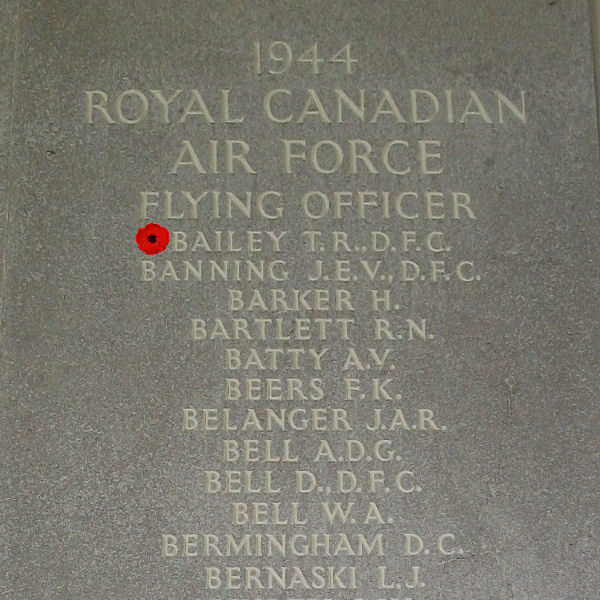 1944
ROYAL CANADIAN
AIR FORCE
FLYING OFFICER
BAILEY T.R., D.F.C.
BANNING J.E.V., D.F.C.
BARKER H.
BARTLETT R.N.
BATTY A.V.
BEERS F.K.
BELANGER J.A.R.
BELL A.D.G.
BELL D., D.F.C.
BELL W.A.
BERMINGHAM D.C.
BERNASKI L.J.